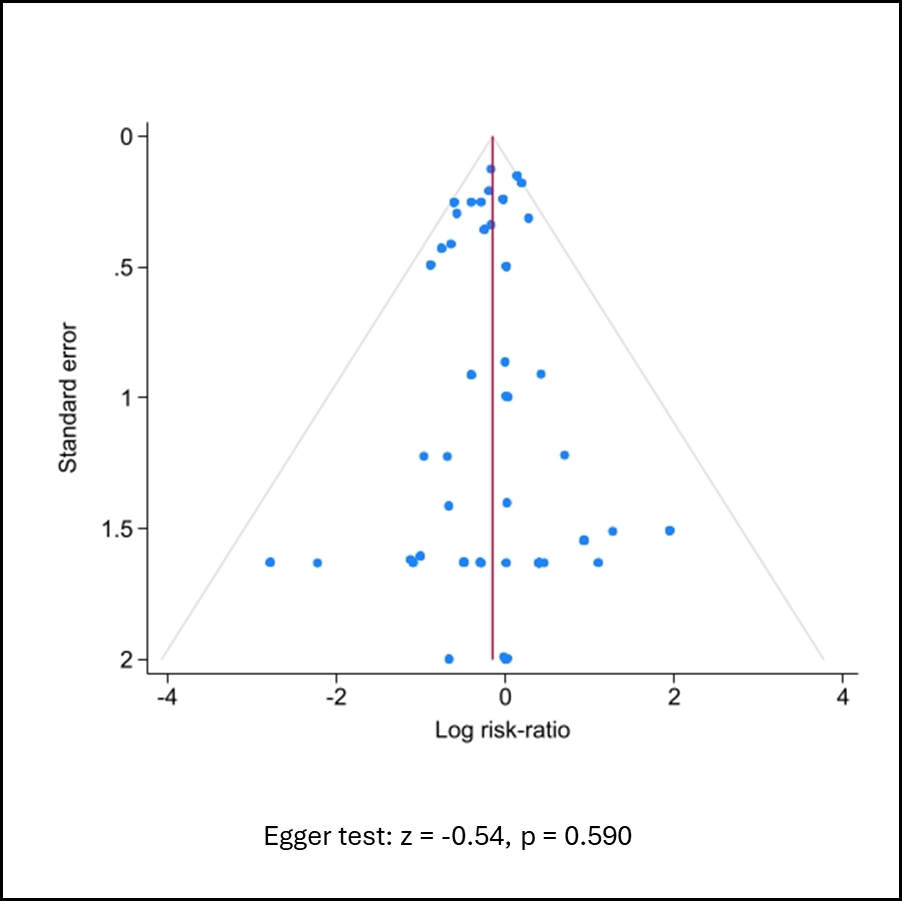 0
.5
1
1.5
2
Standard error
-4 -2 0 2 4
Log risk-ratio
Egger test: z = -0.54, p = 0.590